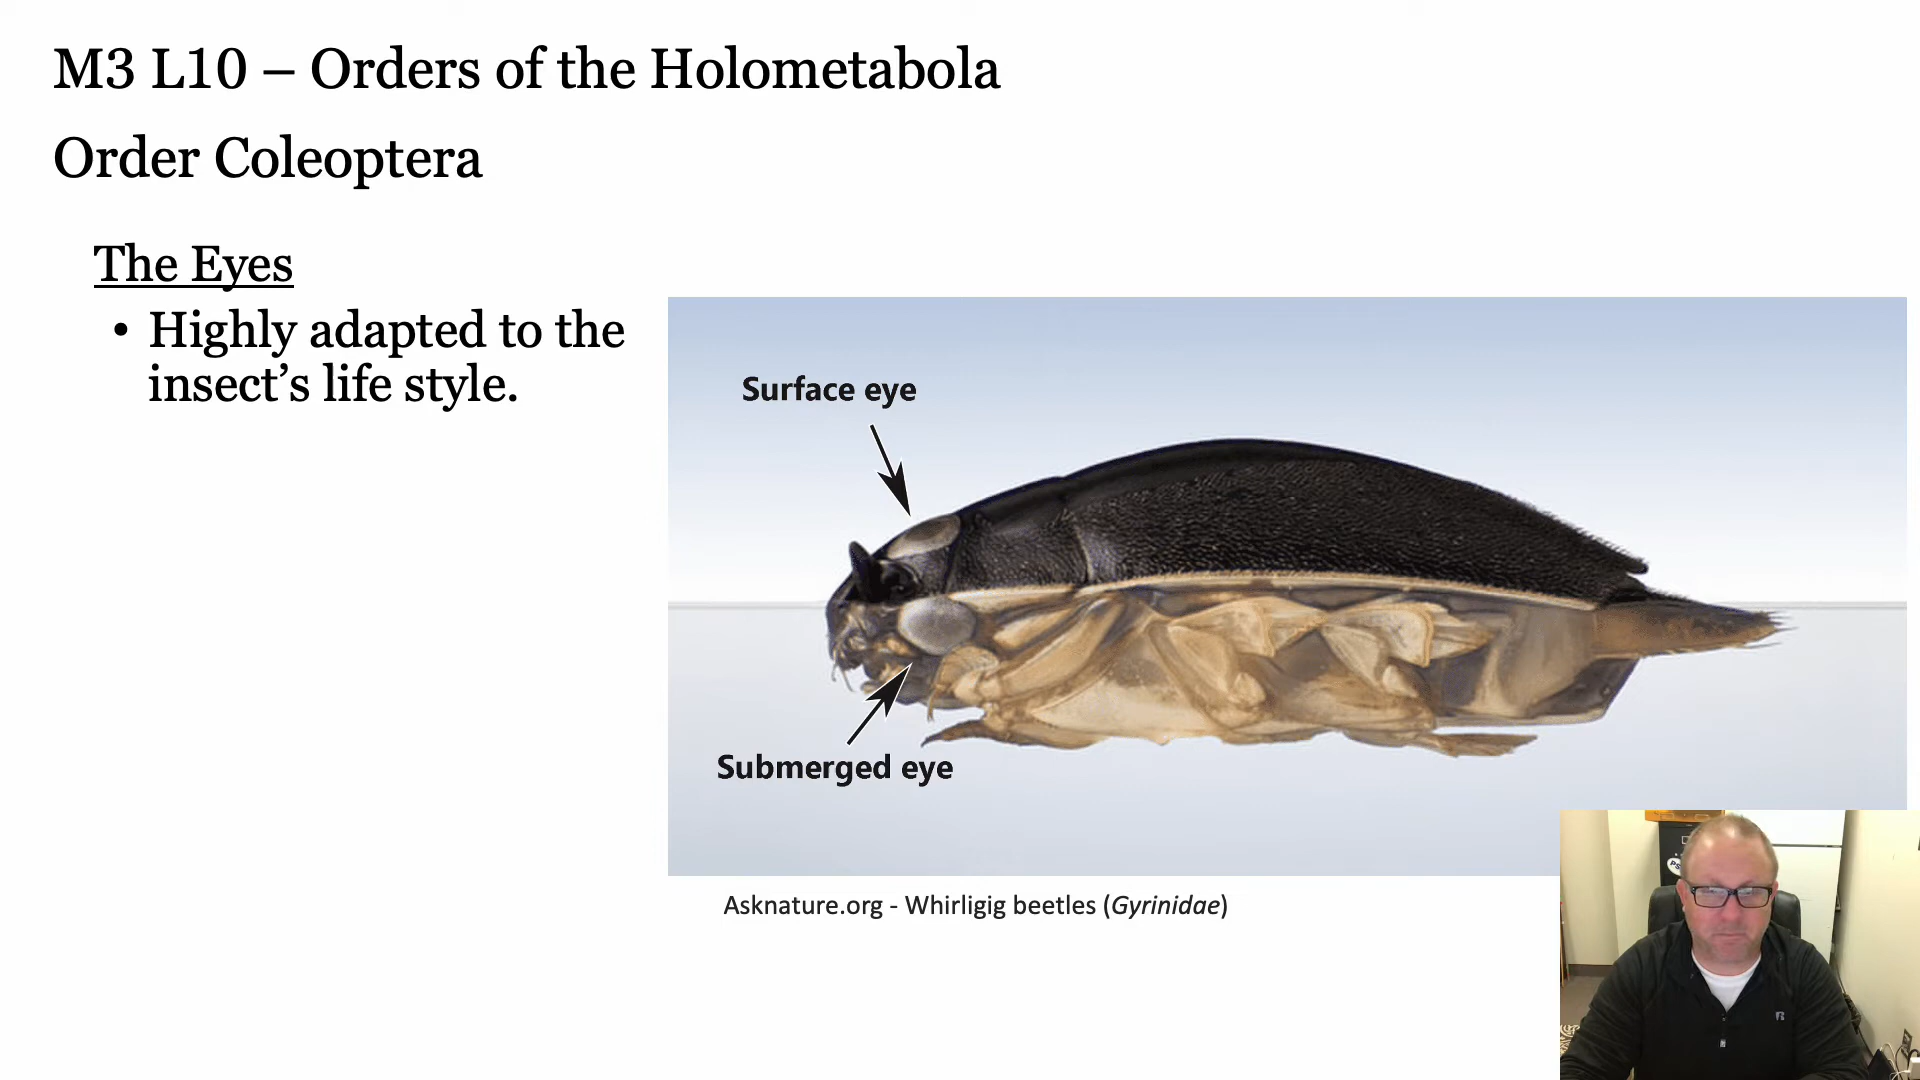 M3 L10 – Orders of the Holometabola
Order Coleoptera
The Eyes
• Highly adapted to the
insect’s life style.
Surface eye
Submerged eye
Asknature.org - Whirligig beetles (Gyrinidae)